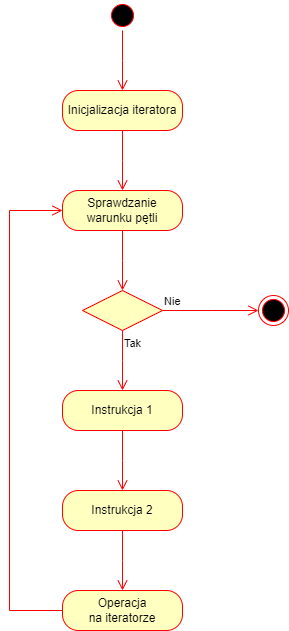 Inicjalizacja iteratora
Sprawdzanie
warunku pętli
Nie
Tak
Instrukcja 1
Instrukcja 2
Operacja
na iteratorze